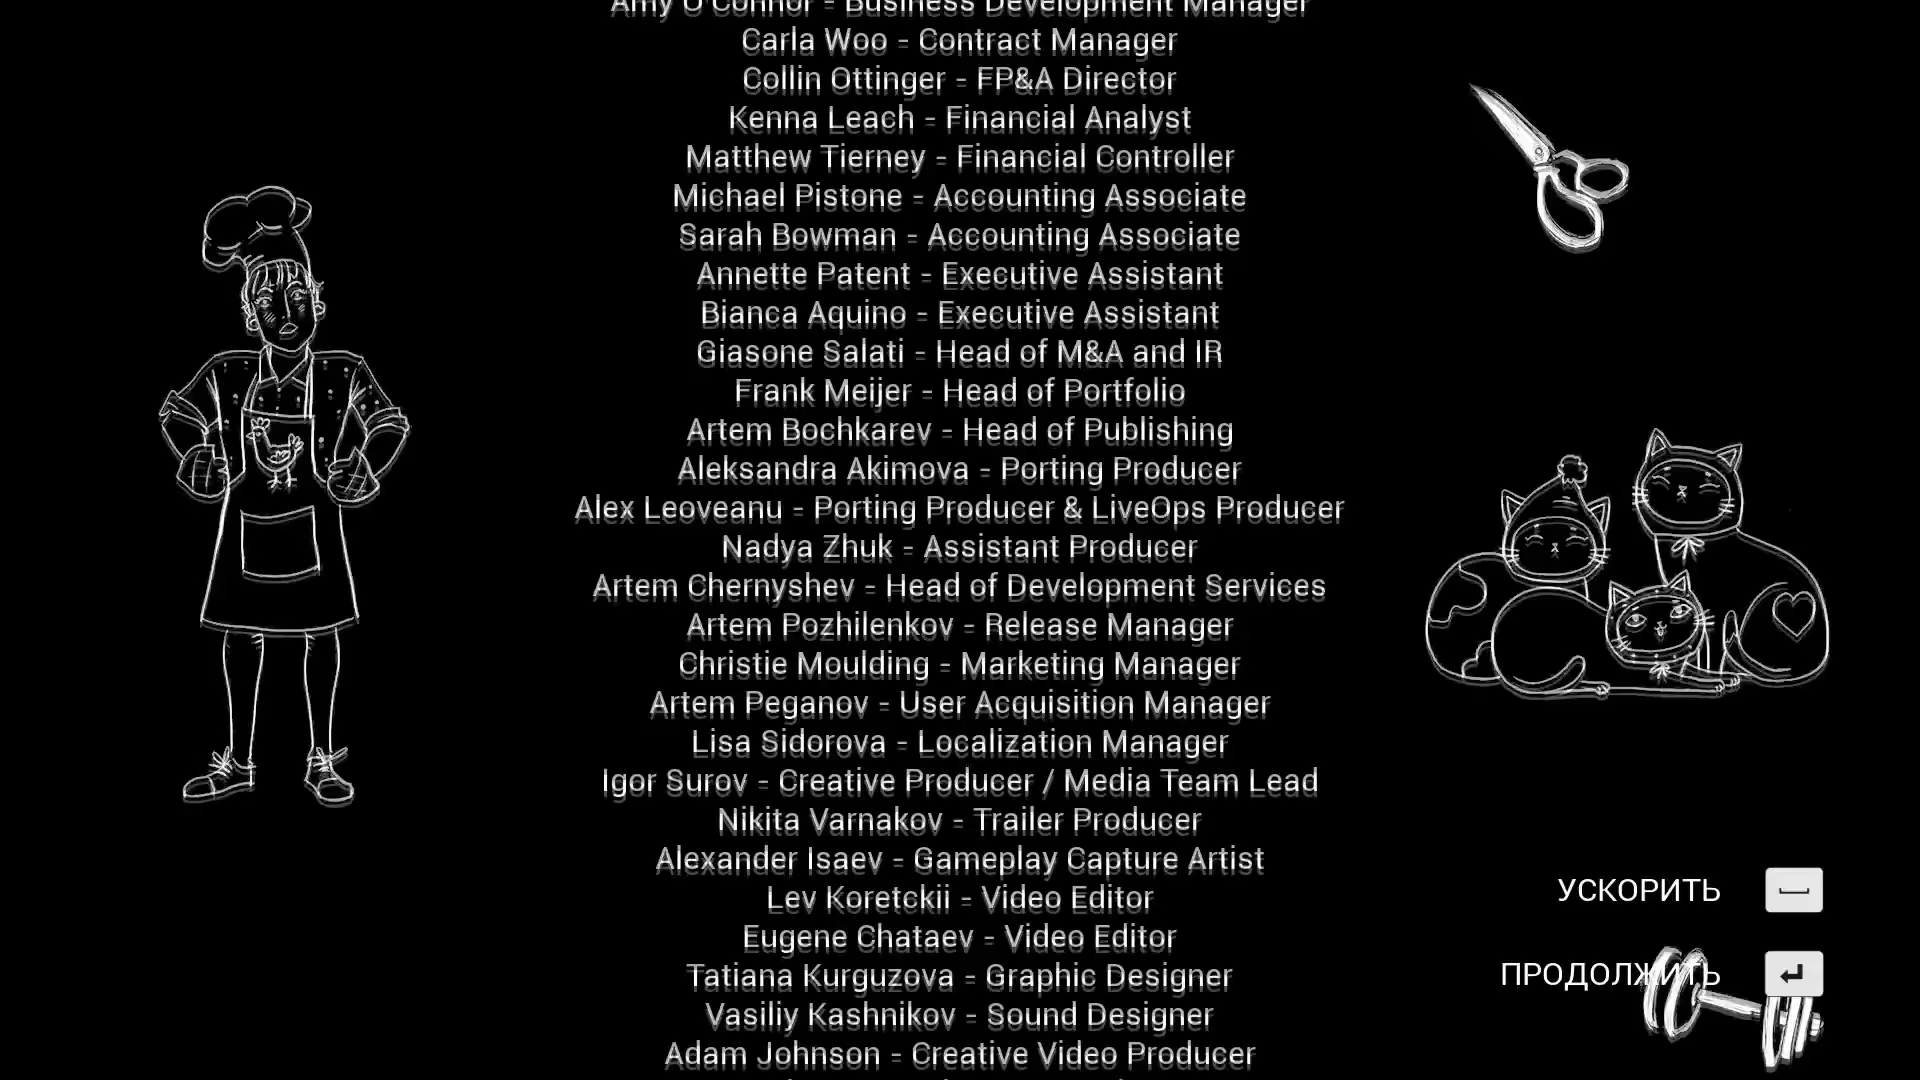 Amy O'Connor - Business Development Manager
Carla Woo - Contract Manager
Collin Ottinger - FP&A Director
Kenna Leach - Financial Analyst
Matthew Tierney - Financial Controller
Michael Pistone - Accounting Associate
Sarah Bowman - Accounting Associate
Annette Patent - Executive Assistant
Bianca Aquino - Executive Assistant
Giasone Salati - Head of M&A and IR
Frank Meijer - Head of Portfolio
Artem Bochkarev - Head of Publishing
Aleksandra Akimova - Porting Producer
Alex Leoveanu - Porting Producer & LiveOps Producer
Nadya Zhuk - Assistant Producer
Artem Chernyshev - Head of Development Services
Artem Pozhilenkov - Release Manager
Christie Moulding - Marketing Manager
Artem Peganov - User Acquisition Manager
Lisa Sidorova - Localization Manager
Igor Surov - Creative Producer / Media Team Lead
Nikita Varnakov - Trailer Producer
Alexander Isaev - Gameplay Capture Artist
Lev Koretckii - Video Editor
Eugene Chataev - Video Editor
Tatiana Kurguzova - Graphic Designer
Vasiliy Kashnikov - Sound Designer
Adam Johnson - Creative Video Producer
УСКОРИТЬ
ПРОДОЛЖИТЬ